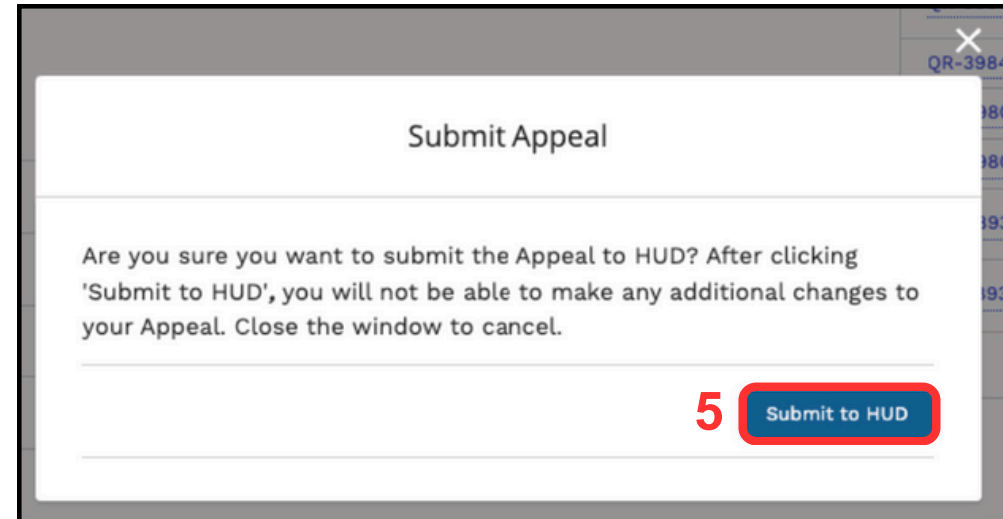 QR-3984
Submit Appeal
Are you sure you want to submit the Appeal to HUD? After clicking
'Submit to HUD', you will not be able to make any additional changes to
your Appeal. Close the window to cancel.
5 Submit to HUD